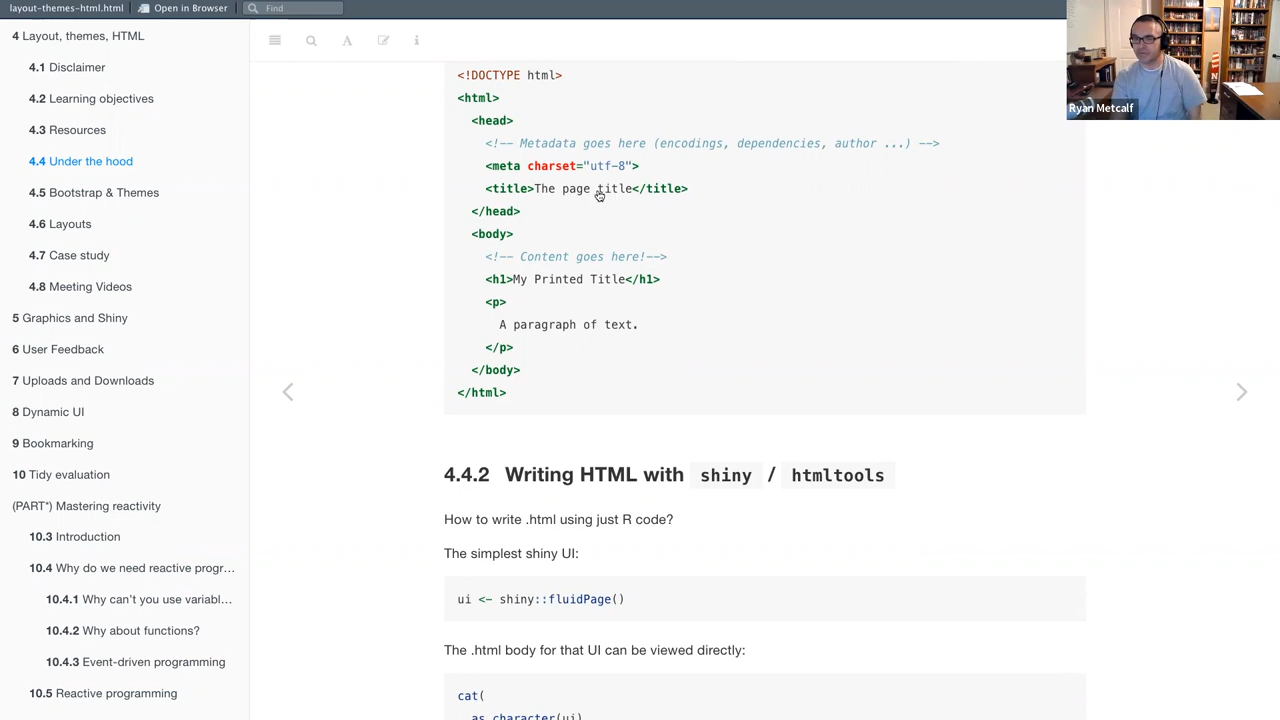 layout-themes-html.html Open in Browser Find
4 Layout, themes, HTML
4.1 Disclaimer
4.2 Learning objectives
4.3 Resources
4.4 Under the hood
4.5 Bootstrap & Themes
4.6 Layouts
4.7 Case study
4.8 Meeting Videos
5 Graphics and Shiny
6 User Feedback
7 Uploads and Downloads
8 Dynamic UI
9 Bookmarking
10 Tidy evaluation
(PART*) Mastering reactivity
10.3 Introduction
10.4 Why do we need reactive progr...
10.4.1 Why can't you use variabl...
10.4.2 Why about functions?
10.4.3 Event-driven programming
10.5 Reactive programming
<!DOCTYPE html>
<html>
<head>
<!-- Metadata goes here (encodings, dependencies, author ...) -->
<meta charset="utf-8">
<title>The page title</title>
</head>
<body>
<!-- Content goes here!-->
<h1>My Printed Title</h1>
<p>
A paragraph of text.
</p>
</body>
</html>
4.4.2 Writing HTML with shiny / htmltools
How to write .html using just R code?
The simplest shiny UI:
ui <- shiny::fluidPage()
The .html body for that UI can be viewed directly:
cat(
as.character(ui)
Ryan Metcalf